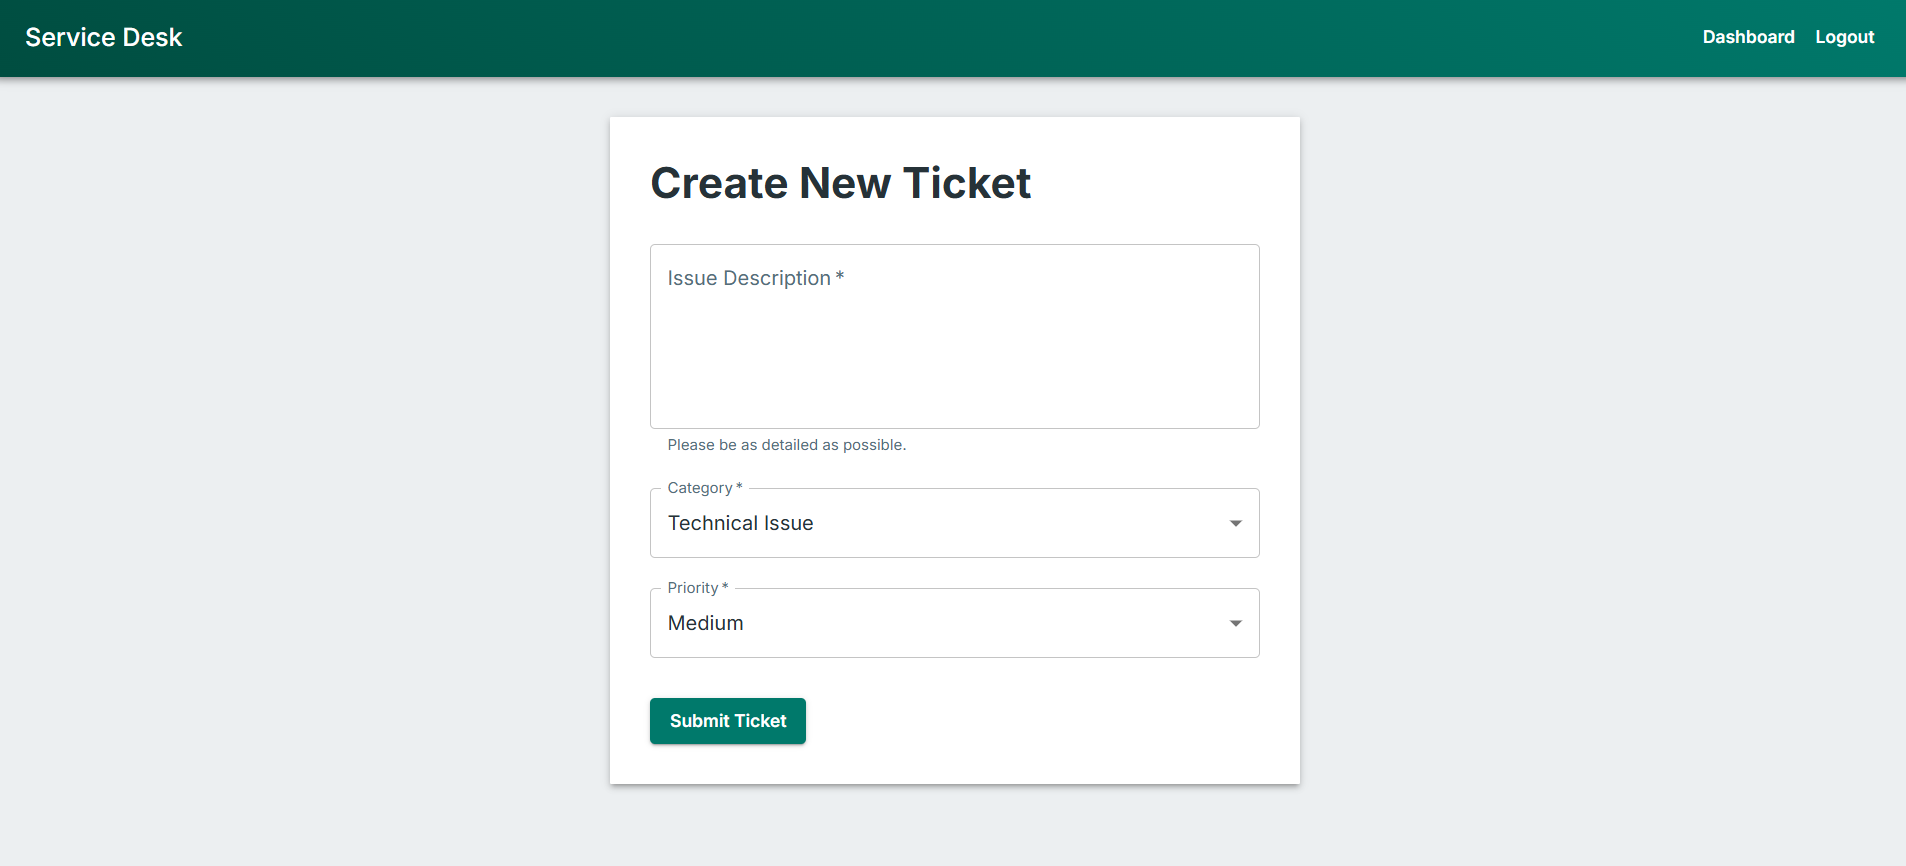 Service Desk
Dashboard Logout
Create New Ticket
Issue Description *
Please be as detailed as possible.
Category *
Technical Issue
Priority *
Medium
Submit Ticket